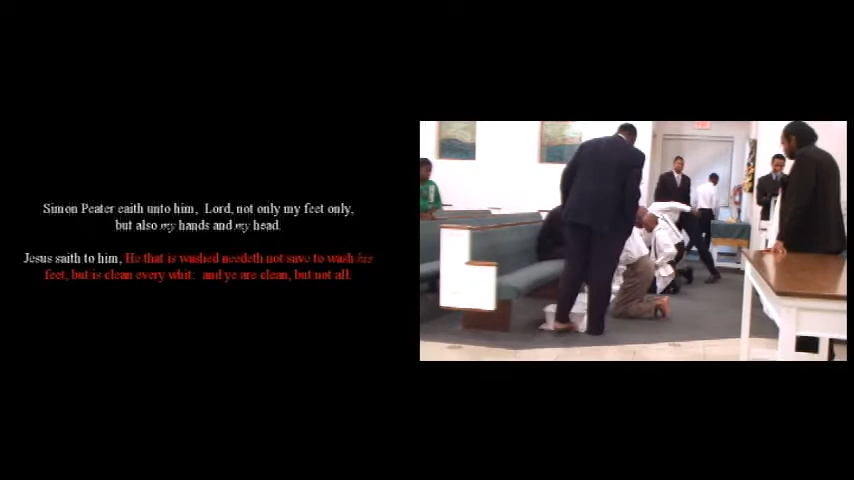 Simon Peater eaith unto him, Lord, not only my feet only,
but also my hands and my head.
Jesus saith to him, He that is washed needeth not save to wash his
feet, but is clean every whit: and ye are clean, but not all.